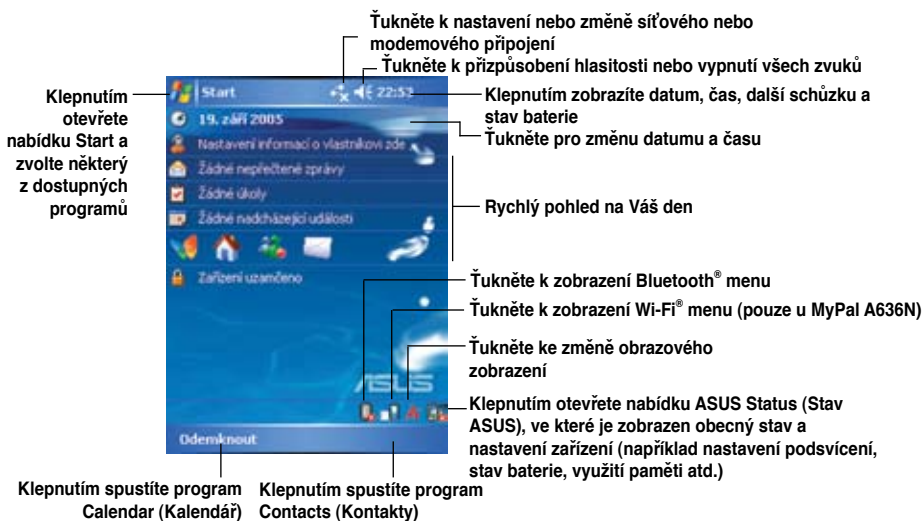 Ťukněte k nastavení nebo změně síťového nebo
modemového připojení
Ťukněte k přizpůsobení hlasitosti nebo vypnutí všech zvuků
Klepnutím
otevřete
nabídku Start a
zvolte některý
z dostupných
programů
Klepnutím zobrazíte datum, čas, další schůzku a
stav baterie
Ťukněte pro změnu datumu a času
Start
22:53
19. září 2005
Nastavení informací o vlastníkovi zde
Žádné nepřečtené zprávy
Žádné úkoly
Žádné nadcházející události
Zařízení uzamčeno
ASUS
Odemknout
Rychlý pohled na Váš den
Ťukněte k zobrazení Bluetooth® menu
Ťukněte k zobrazení Wi-Fi® menu (pouze u MyPal A636N)
Ťukněte ke změně obrazového
zobrazení
Klepnutím otevřete nabídku ASUS Status (Stav
ASUS), ve které je zobrazen obecný stav a
nastavení zařízení (například nastavení podsvícení,
stav baterie, využití paměti atd.)
Klepnutím spustíte program
Calendar (Kalendář)
Klepnutím spustíte program
Contacts (Kontakty)